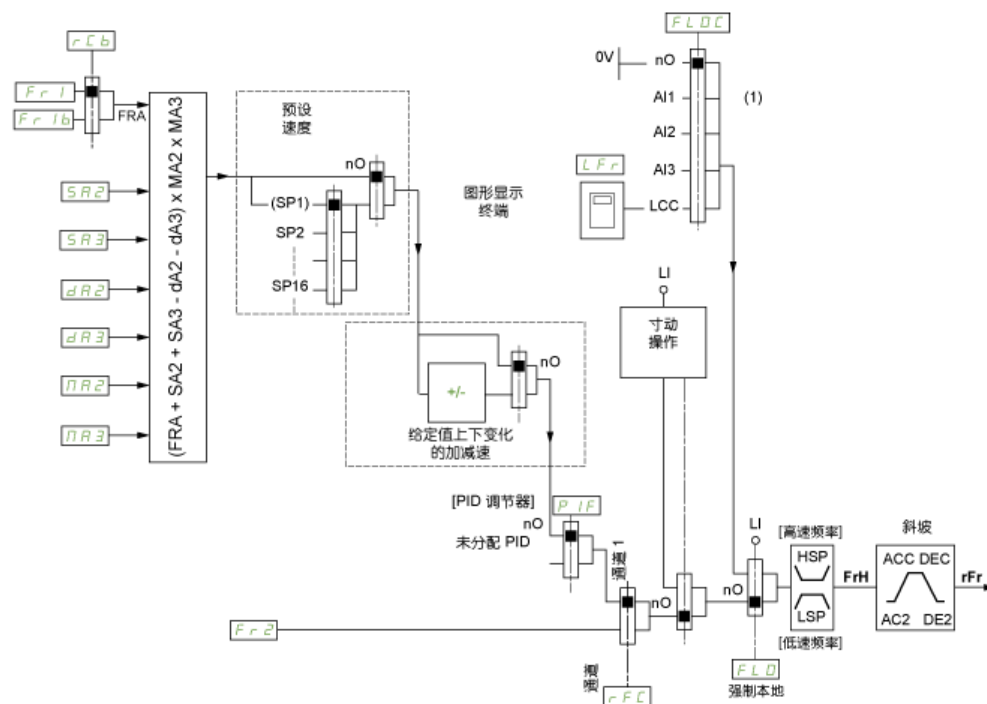 rCb
Fr1
Fr1b
FRA
SA2
SA3
dA2
dA3
MA2
MA3
(FRA + SA2 + SA3 - dA2 - dA3) x MA2 x MA3
预设
速度
nO
(SP1)
SP2
SP16
+/-
nO
给定值上下变化
的加减速
图形显示
终端
FLOC
0V
nO
AI1
AI2
AI3
LCC
(1)
LFr
LI
寸动
操作
[PID 调节器]
PIF
nO
未分配 PID
通道 1
Fr2
通道
rFC
nO
nO
LI
FLO
强制本地
[高速频率]
HSP
LSP
[低速频率]
FrH
斜坡
ACC DEC
AC2 DE2
rFr